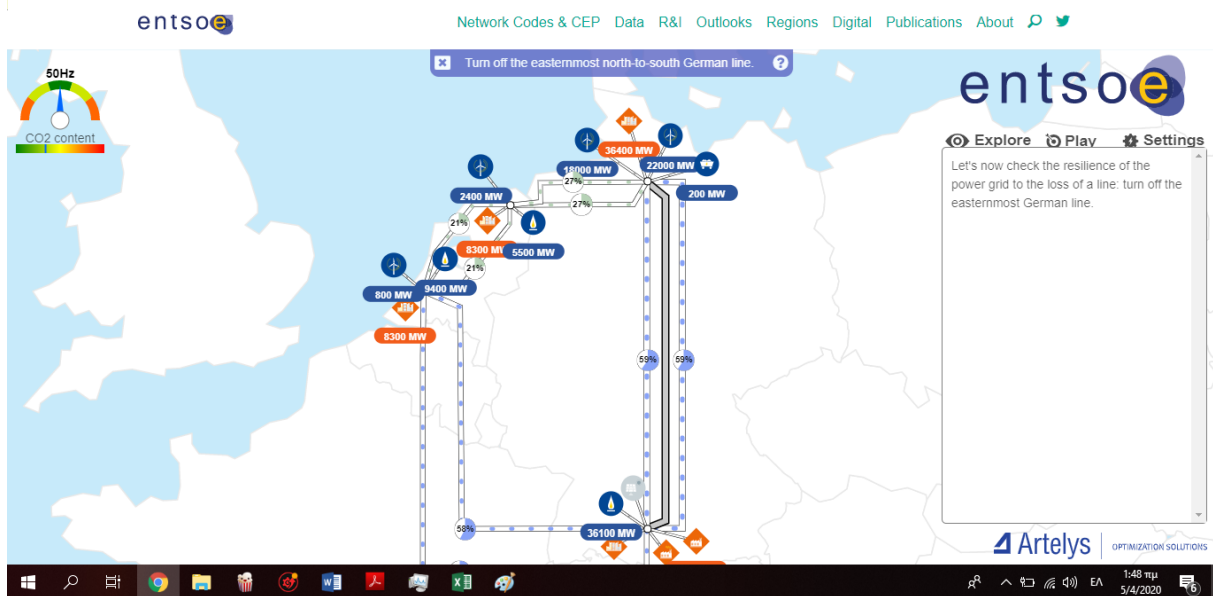 entsoe
Network Codes & CEP Data R&I Outlooks Regions Digital Publications About
Turn off the easternmost north-to-south German line.
?
50Hz
CO2 content
entsoe
Explore Play Settings
Let's now check the resilience of the
power grid to the loss of a line: turn off the
easternmost German line.
36400 MW
18000 MW
22000 MW
27%
200 MW
2400 MW
27%
21%
8300 MW
5500 MW
21%
9400 MW
800 MW
8300 MW
59%
59%
58%
36100 MW
Artelys
OPTIMIZATION SOLUTIONS
ΕΛ
1:48 πμ
5/4/2020
6